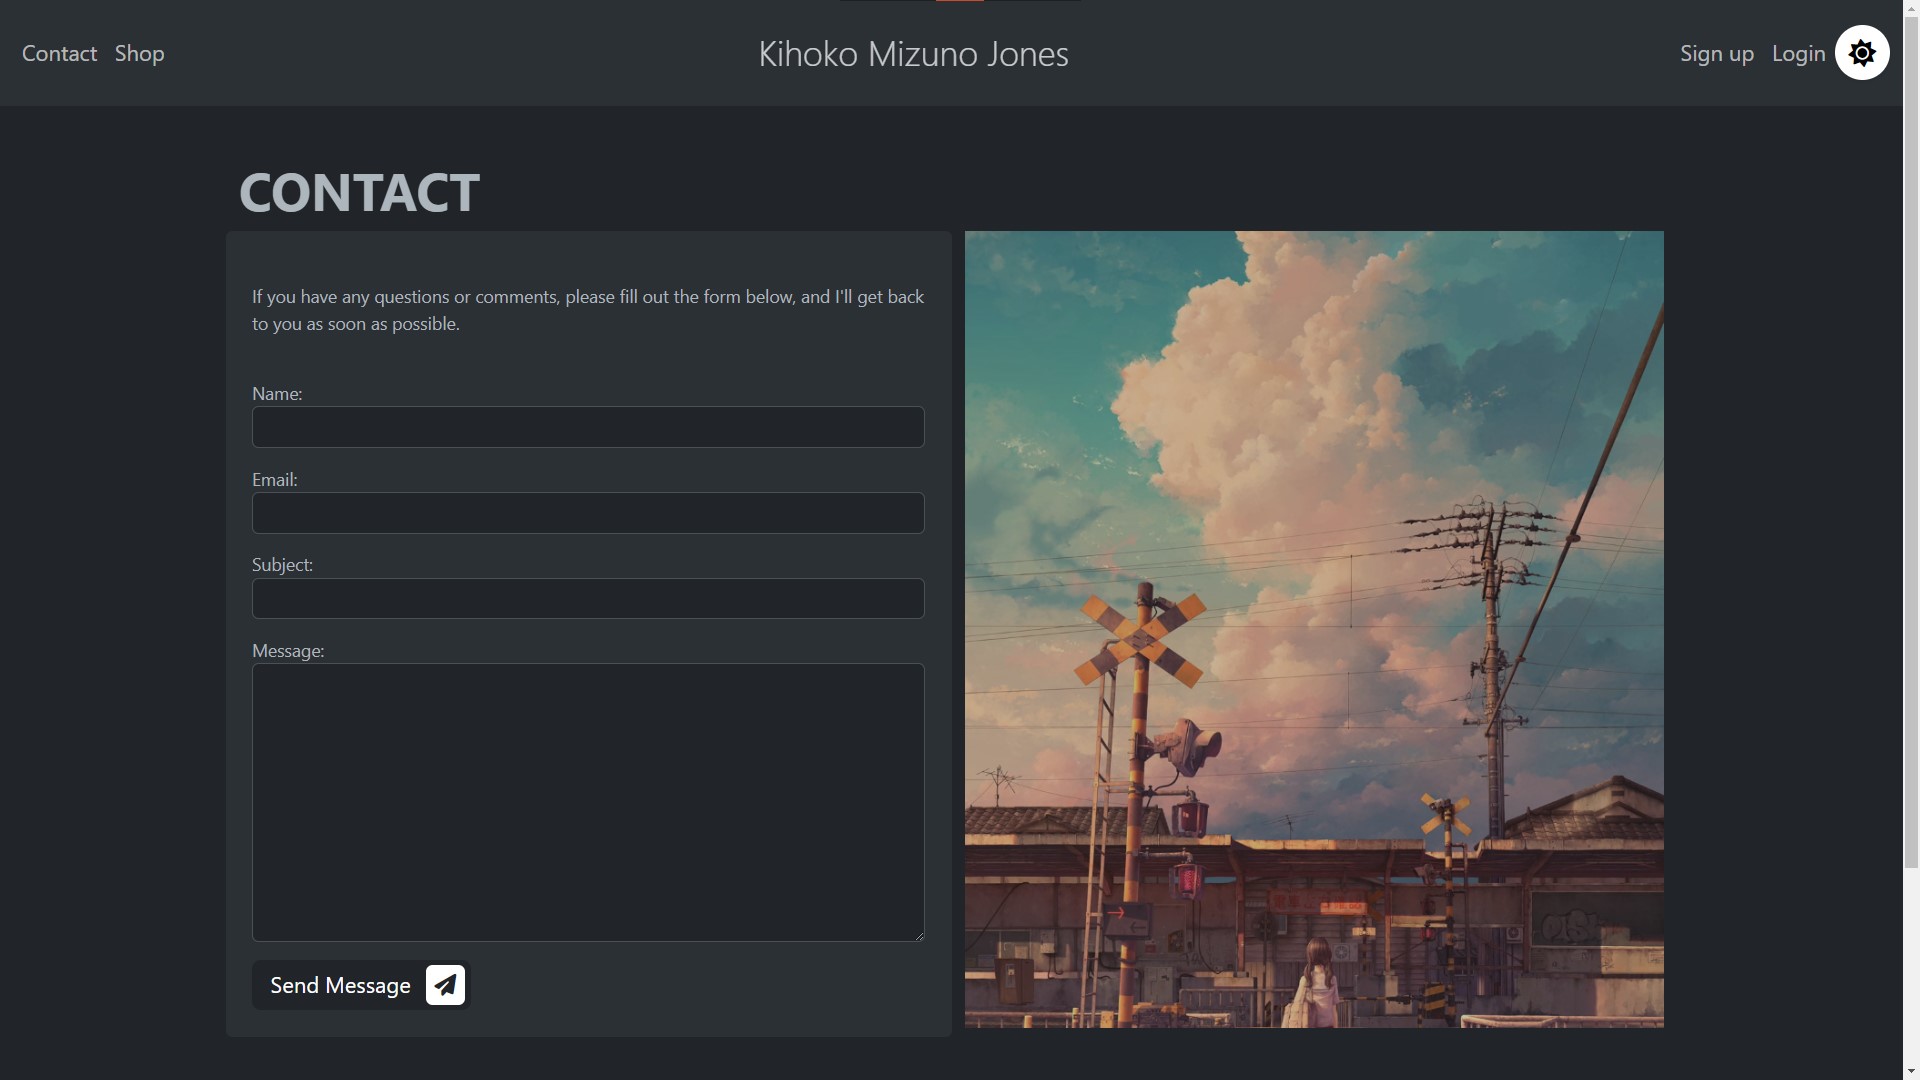 Contact Shop
Kihoko Mizuno Jones
Sign up Login
CONTACT
If you have any questions or comments, please fill out the form below, and I'll get back
to you as soon as possible.
Name:
Email:
Subject:
Message:
Send Message